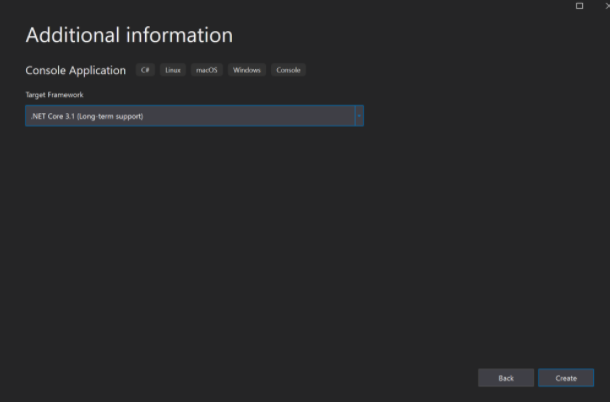 Additional information
Console Application C# Linux macOS Windows Console
Target Framework
.NET Core 3.1 (Long-term support)
Back Create